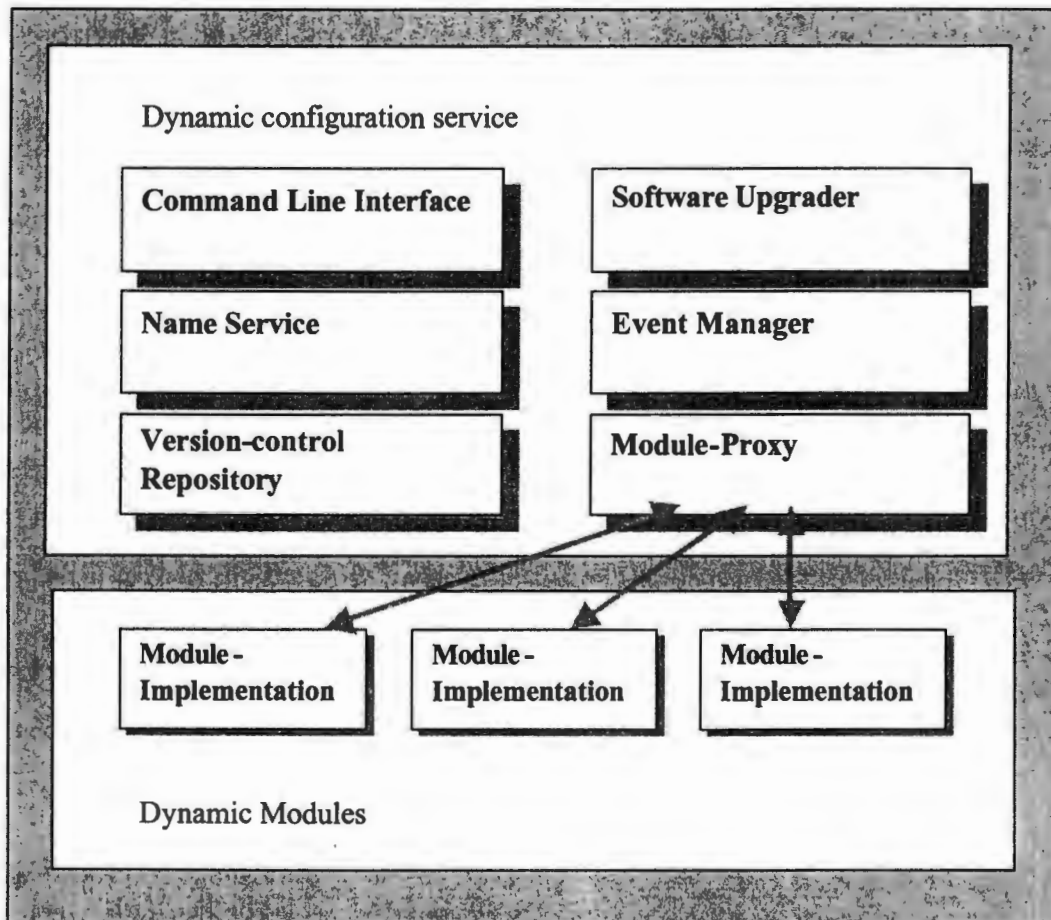 Dynamic configuration service
Command Line Interface
Software Upgrader
Name Service
Event Manager
Version-control
Repository
Module-Proxy
Module-
Implementation
Module-
Implementation
Module-
Implementation
Dynamic Modules